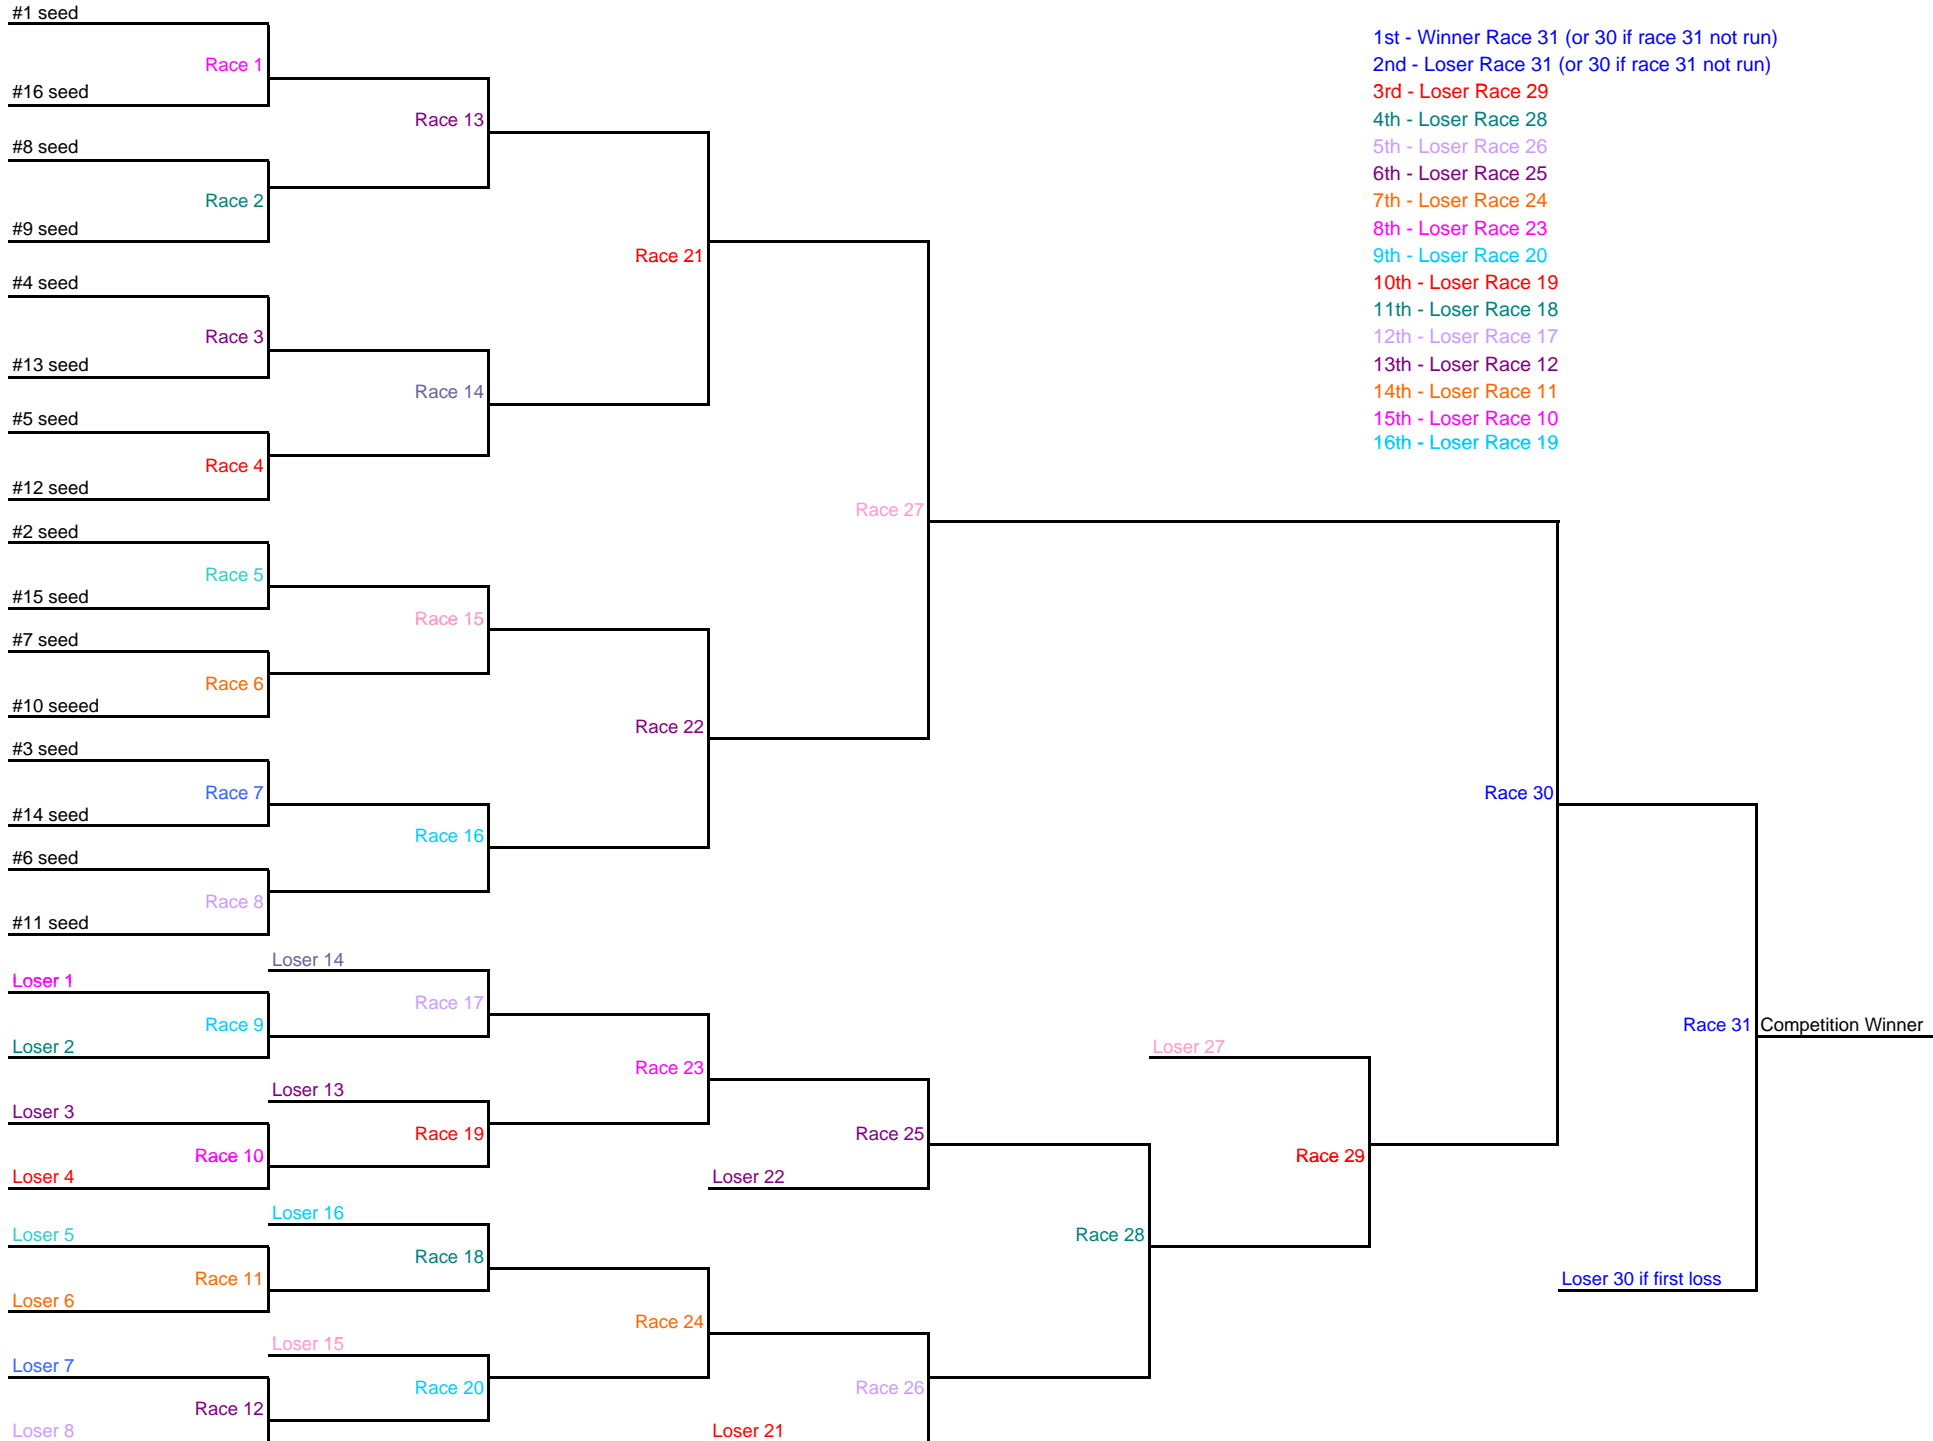 #1 seed
Race 1
#16 seed
Race 13
#8 seed
Race 2
#9 seed
Race 21
#4 seed
Race 3
#13 seed
Race 14
#5 seed
Race 4
#12 seed
Race 27
#2 seed
Race 5
#15 seed
Race 15
#7 seed
Race 6
#10 seeed
Race 22
#3 seed
Race 7
#14 seed
Race 16
#6 seed
Race 8
#11 seed
Race 30
1st - Winner Race 31 (or 30 if race 31 not run)
2nd - Loser Race 31 (or 30 if race 31 not run)
3rd - Loser Race 29
4th - Loser Race 28
5th - Loser Race 26
6th - Loser Race 25
7th - Loser Race 24
8th - Loser Race 23
9th - Loser Race 20
10th - Loser Race 19
11th - Loser Race 18
12th - Loser Race 17
13th - Loser Race 12
14th - Loser Race 11
15th - Loser Race 10
16th - Loser Race 19
Loser 14
Loser 1
Race 17
Race 9
Loser 2
Race 23
Loser 13
Loser 3
Race 19
Race 10
Loser 4
Race 25
Loser 22
Loser 27
Race 29
Race 31
Competition Winner
Loser 16
Loser 5
Race 18
Race 11
Loser 6
Race 24
Race 28
Loser 30 if first loss
Loser 15
Loser 7
Race 20
Race 12
Loser 8
Race 26
Loser 21